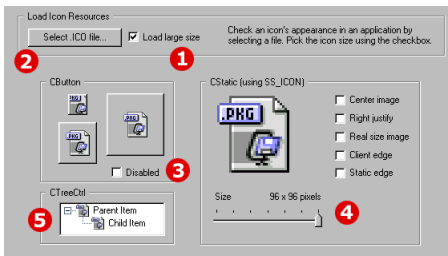 Load Icon Resources
Select .ICO file...
Load large size
Check an icon's appearance in an application by
selecting a file. Pick the icon size using the checkbox.
2
1
CButton
.PKG
.PKG
.PKG
Disabled
3
CStatic (using SS_ICON)
.PKG
Center image
Right justify
Real size image
Client edge
Static edge
Size
96 x 96 pixels
4
CTreeCtrl
5
Parent Item
Child Item